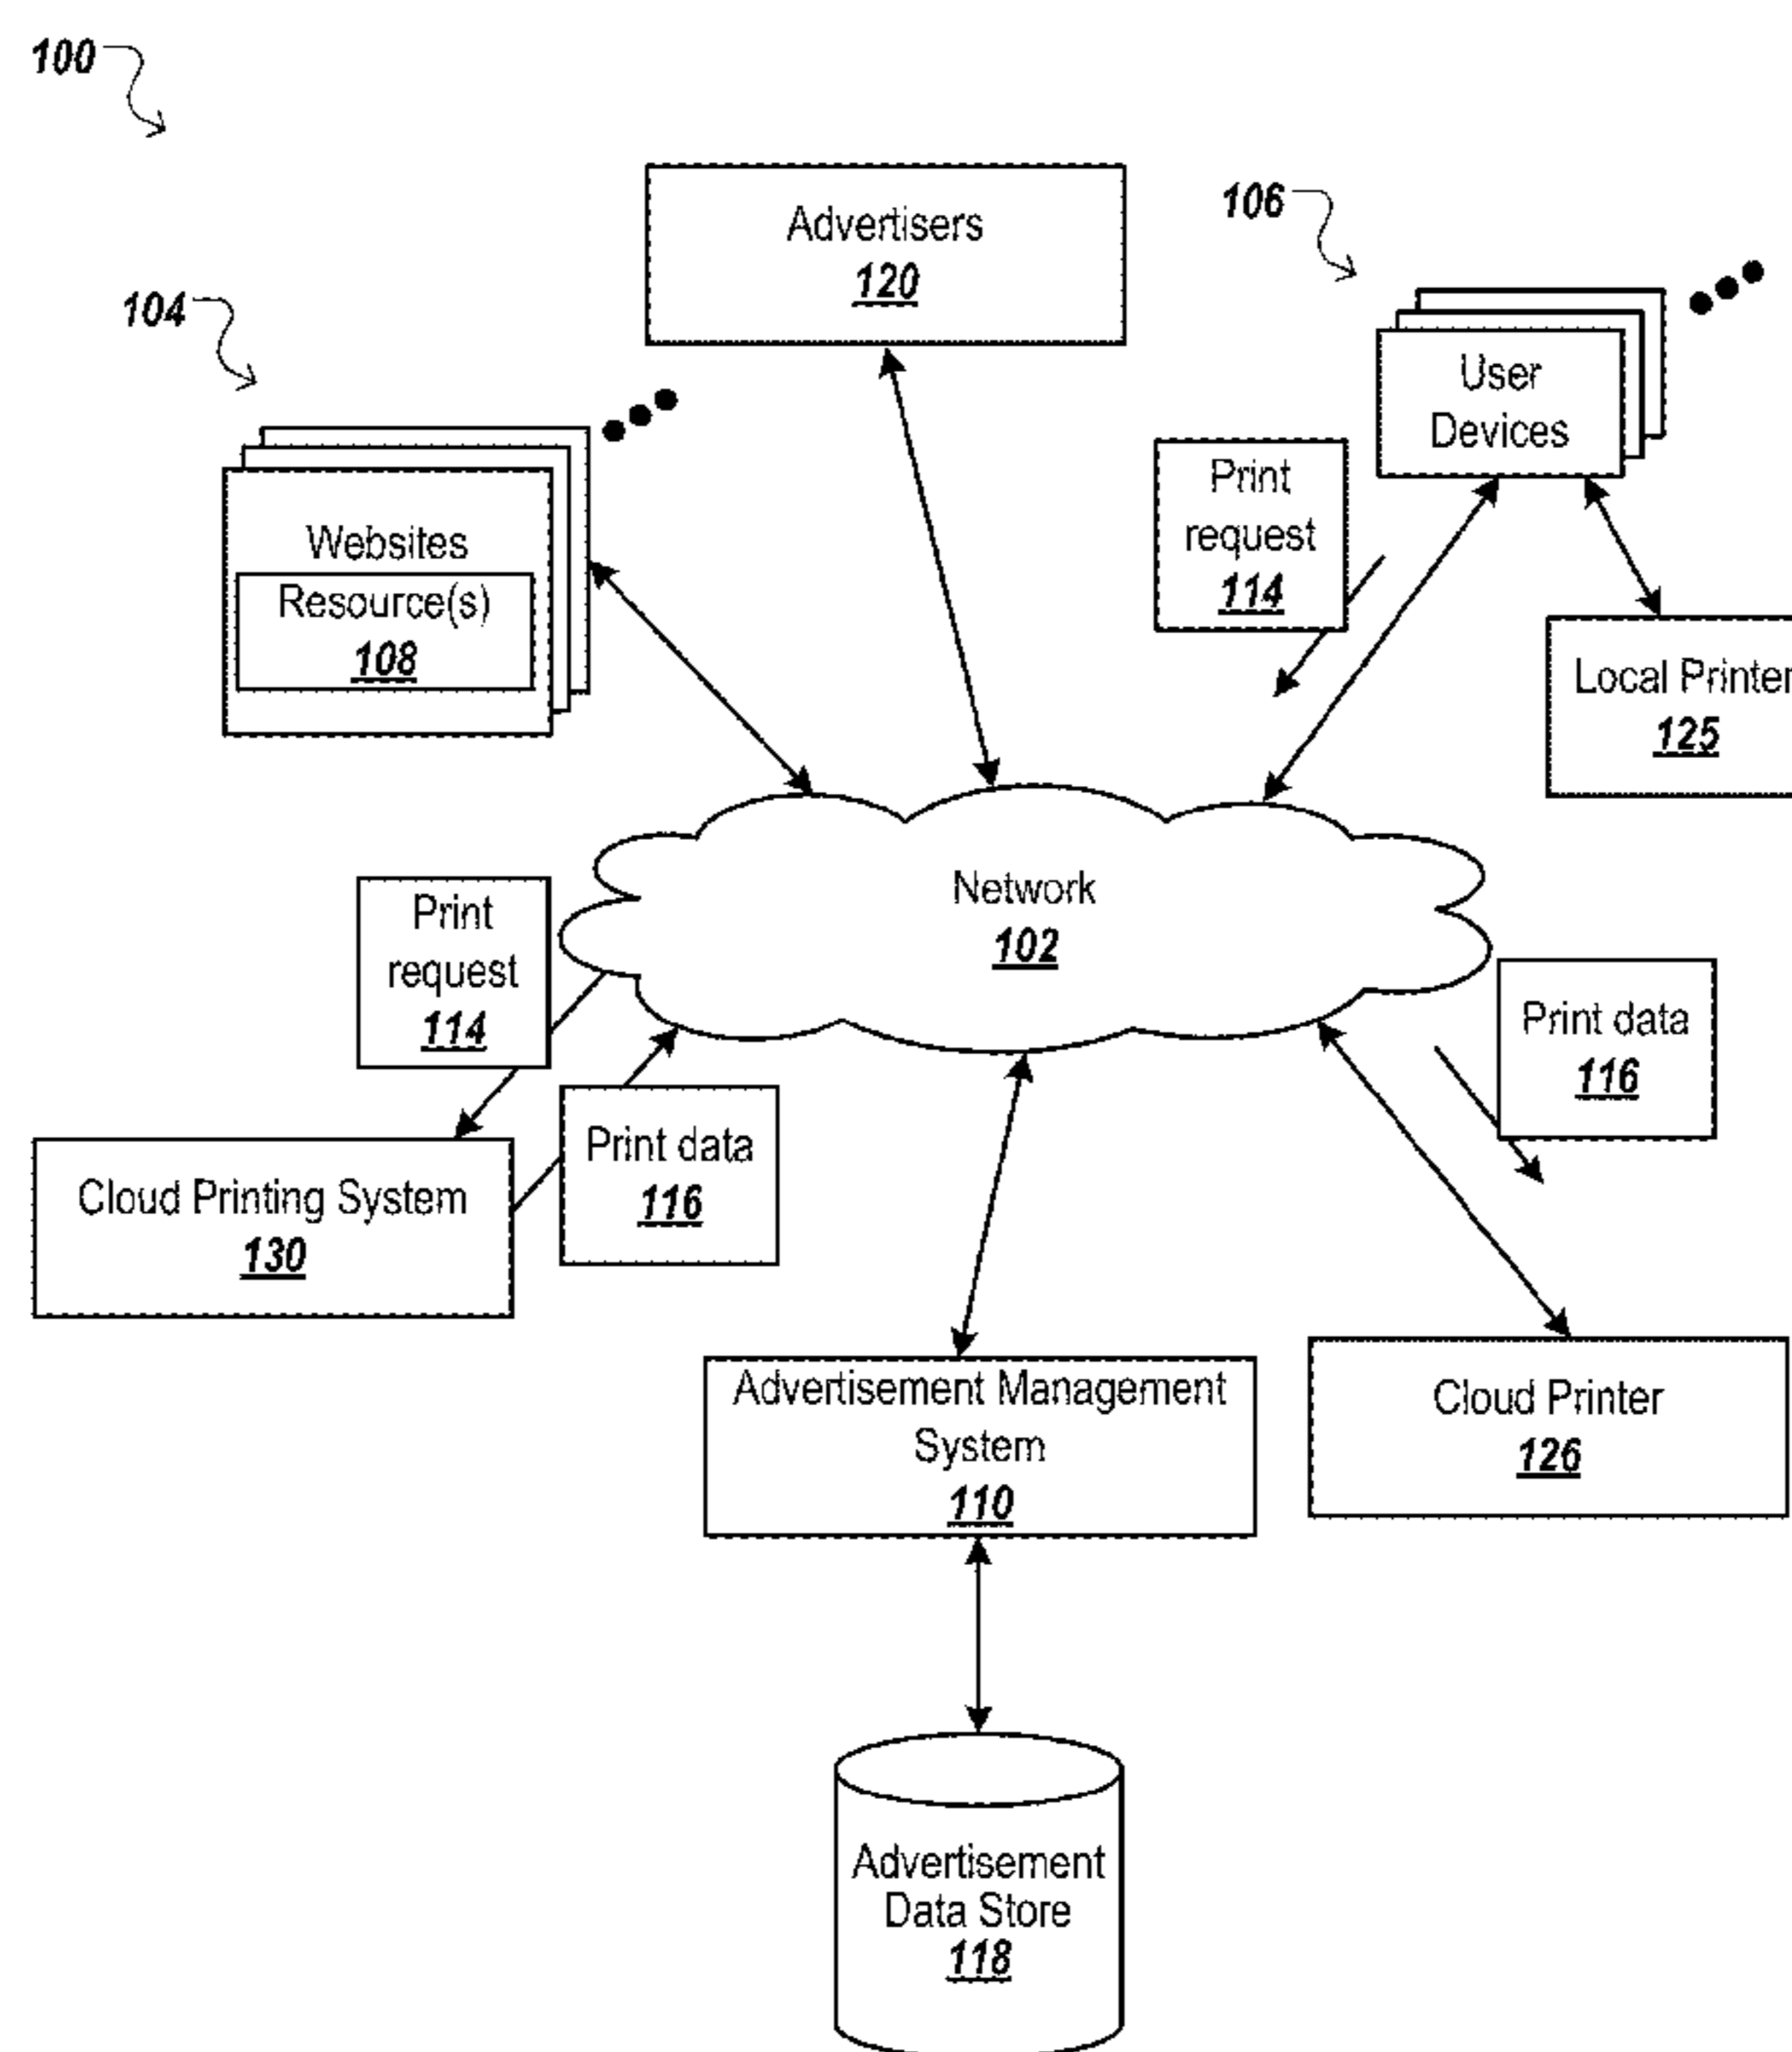 100
Advertisers
120
106
104
User
Devices
Print
request
114
Websites
Resource(s)
108
Local Printer
125
Network
102
Print
request
114
Print data
116
Print data
116
Cloud Printing System
130
Advertisement Management
System
110
Cloud Printer
126
Advertisement
Data Store
118